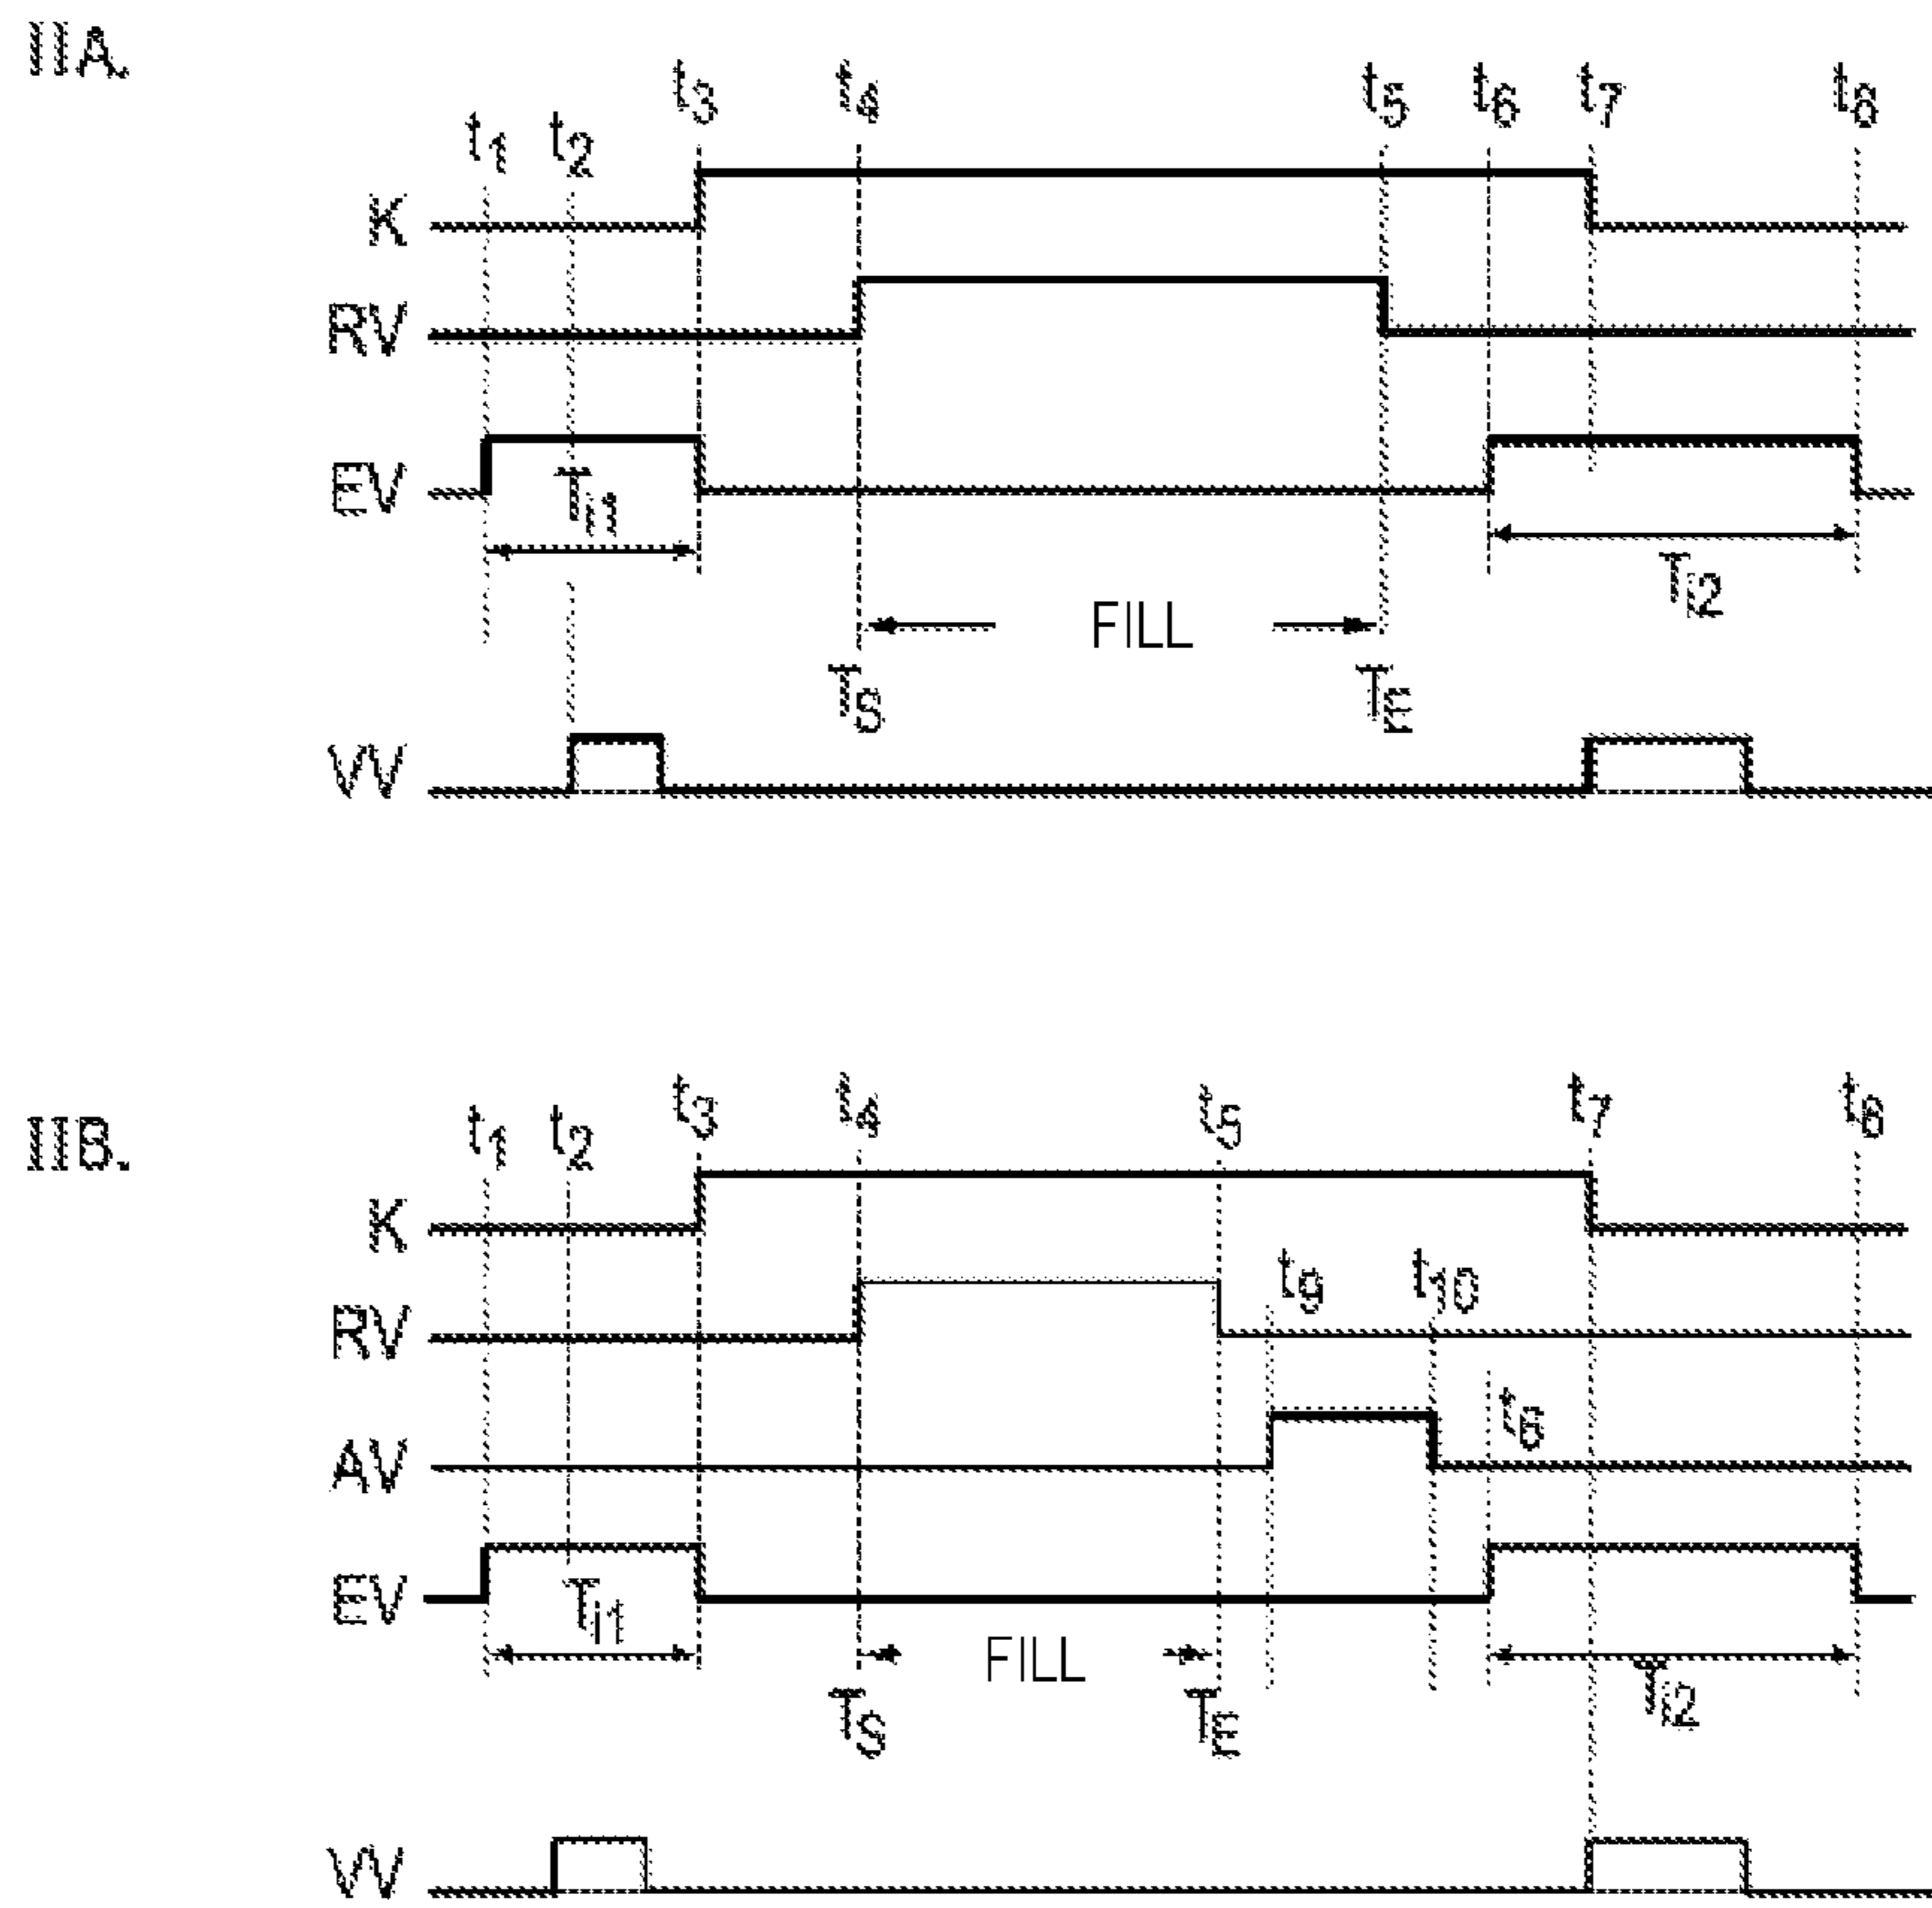 IIA.
t1 t2 t3 t4 t5 t6 t7 t8
K
RV
EV
Ti1
Ti2
FILL
TS TE
VV
IIB.
t1 t2 t3 t4 t5 t7 t8
K
t9 t10
RV
t6
AV
EV
Ti1
FILL
Ti2
TS TE
VV